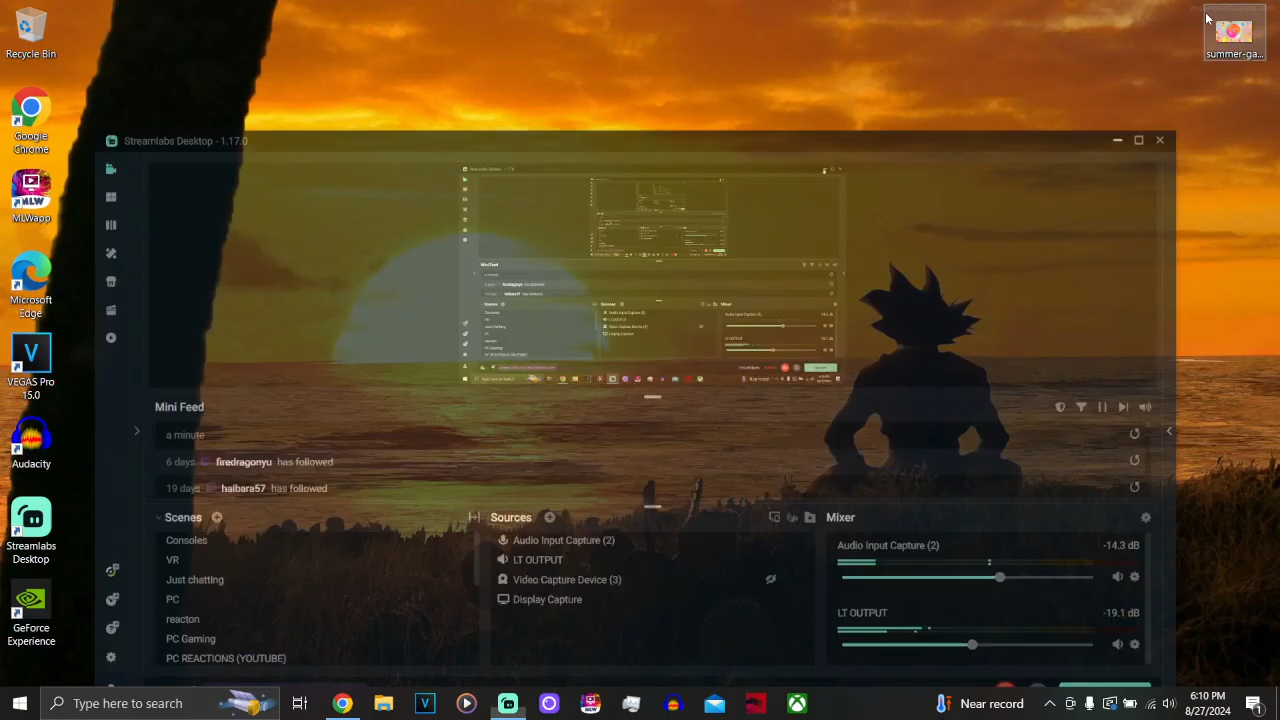 Recycle Bin
Google
Chrome
MLWapp
Microsoft
Edge
VEGAS Pro
15.0
Audacity
Streamlabs
Desktop
GeForce
Experience
summer-ga...
Streamlabs Desktop - 1.17.0
Mini Feed
a minute
6 days firedragonyu has followed
19 days haibara57 has followed
Scenes
Consoles
VR
Just chatting
PC
reacton
PC Gaming
PC REACTIONS (YOUTUBE)
Sources
Audio Input Capture (2)
LT OUTPUT
Video Capture Device (3)
Display Capture
Mixer
Audio Input Capture (2) -14.3 dB
LT OUTPUT -19.1 dB
Type here to search
Near record
6:10 PM
8/27/2024